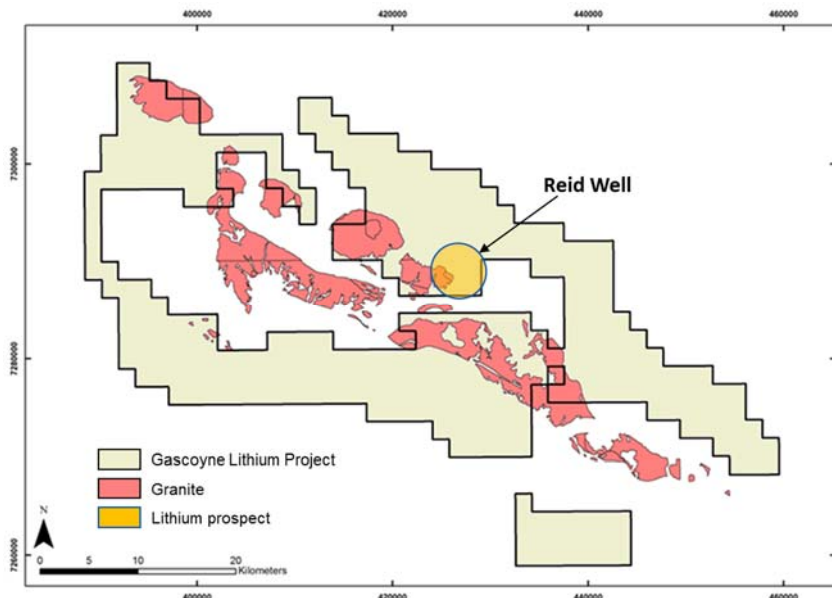 400000 420000 440000 460000
7300000
Reid Well
7280000
Gascoyne Lithium Project
Granite
Lithium prospect
N
0 5 10 20
Kilometers
7260000
400000 420000 440000 460000